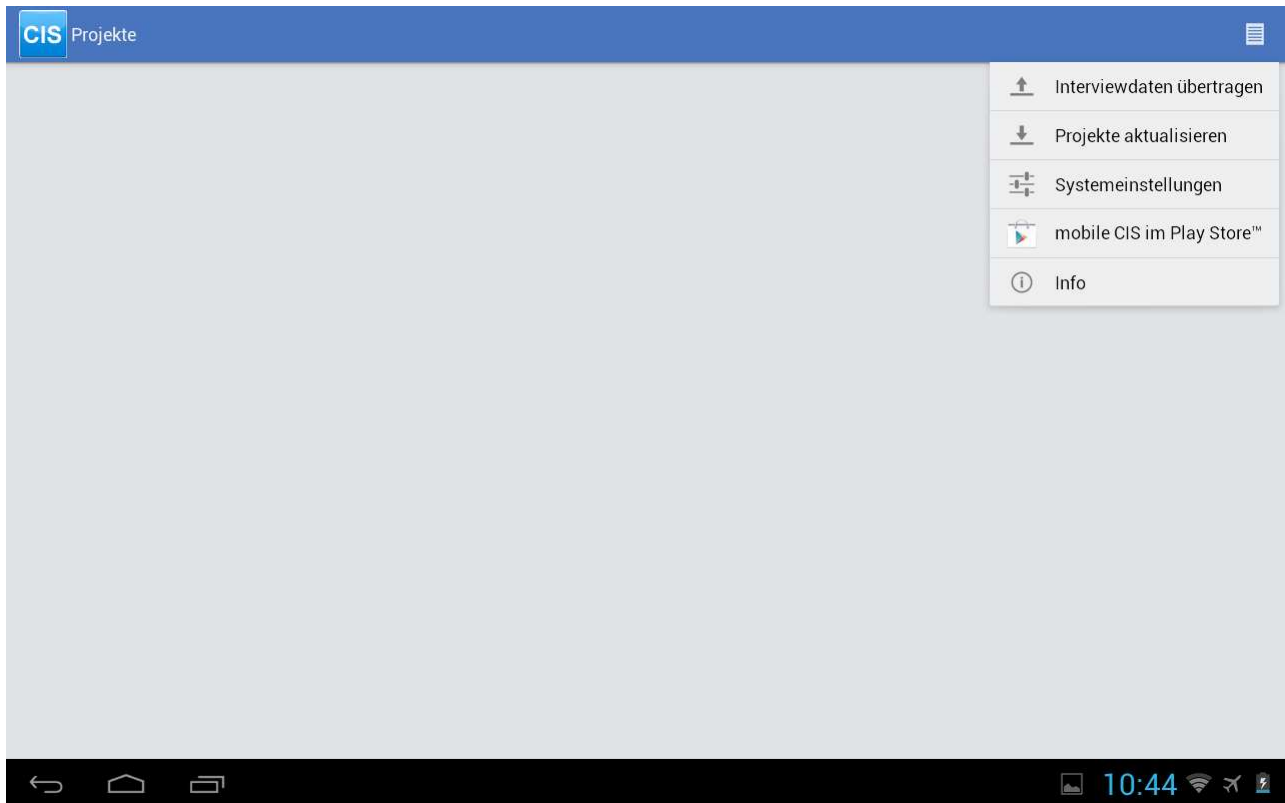 CIS Projekte
Interviewdaten übertragen
Projekte aktualisieren
Systemeinstellungen
mobile CIS im Play Store™
Info
10:44